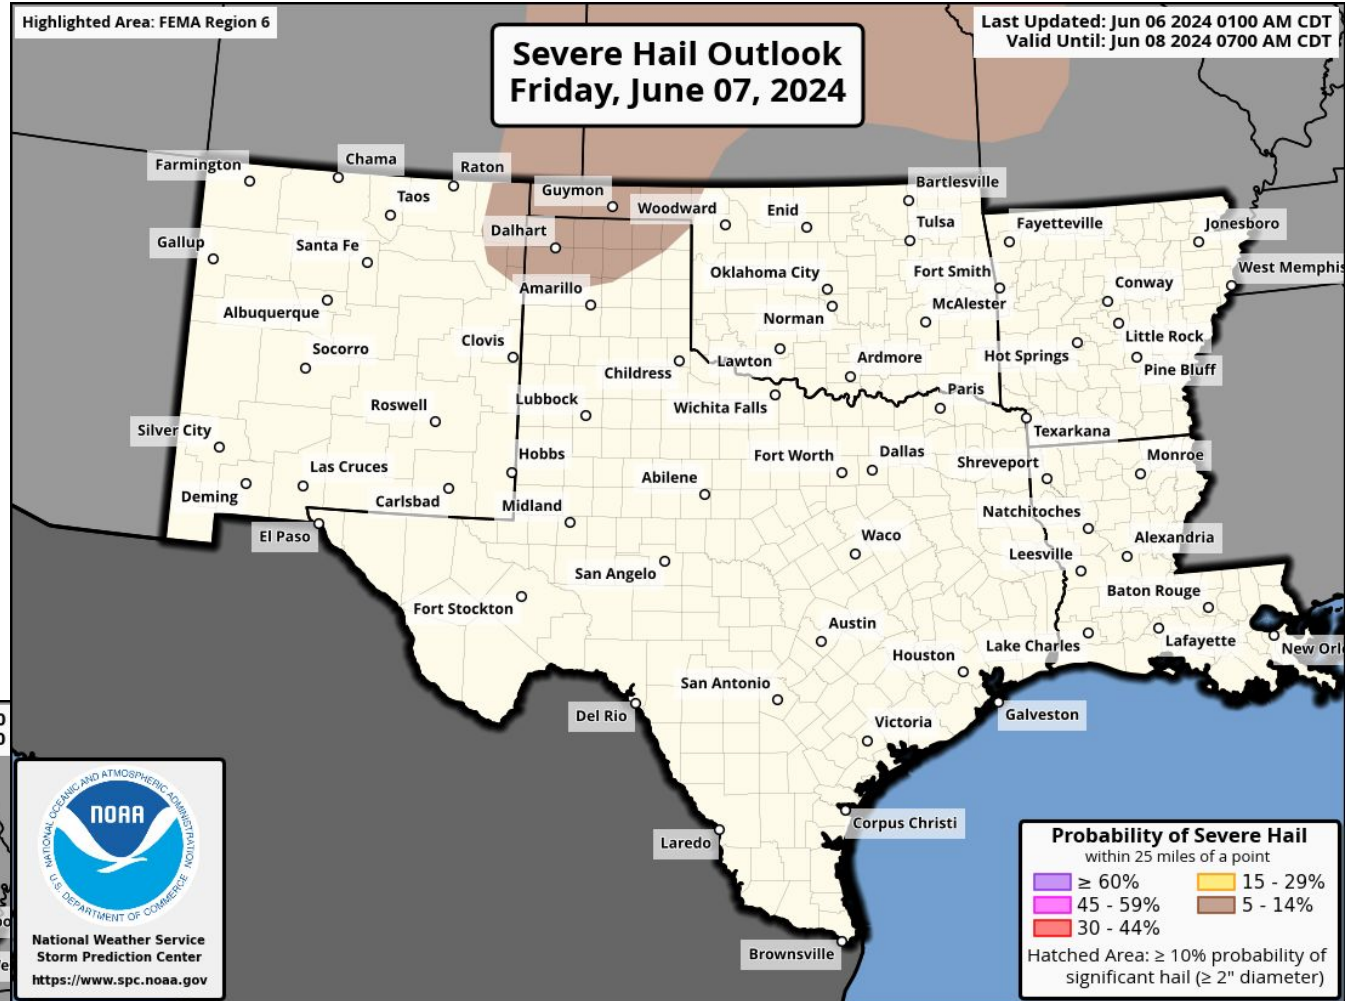 Highlighted Area: FEMA Region 6
Severe Hail Outlook
Friday, June 07, 2024
Last Updated: Jun 06 2024 0100 AM CDT
Valid Until: Jun 08 2024 0700 AM CDT
Farmington
Chama
Raton
Taos
Guymon
Woodward
Enid
Bartlesville
Tulsa
Fayetteville
Jonesboro
Gallup
Santa Fe
Dalhart
Oklahoma City
Fort Smith
West Memphis
Amarillo
Conway
Albuquerque
Norman
McAlester
Socorro
Clovis
Little Rock
Childress
Lawton
Ardmore
Hot Springs
Pine Bluff
Roswell
Lubbock
Wichita Falls
Paris
Silver City
Texarkana
Las Cruces
Hobbs
Fort Worth
Dallas
Shreveport
Monroe
Deming
Carlsbad
Midland
Abilene
Natchitoches
El Paso
Waco
Leesville
Alexandria
San Angelo
Fort Stockton
Baton Rouge
Austin
Houston
Lake Charles
Lafayette
New Orl
San Antonio
Del Rio
Victoria
Galveston
Laredo
Corpus Christi
Brownsville
NATIONAL OCEANIC AND ATMOSPHERIC ADMINISTRATION
NOAA
U.S. DEPARTMENT OF COMMERCE
National Weather Service
Storm Prediction Center
https://www.spc.noaa.gov
Probability of Severe Hail
within 25 miles of a point
≥ 60%
15 - 29%
45 - 59%
5 - 14%
30 - 44%
Hatched Area: ≥ 10% probability of
significant hail (≥ 2" diameter)